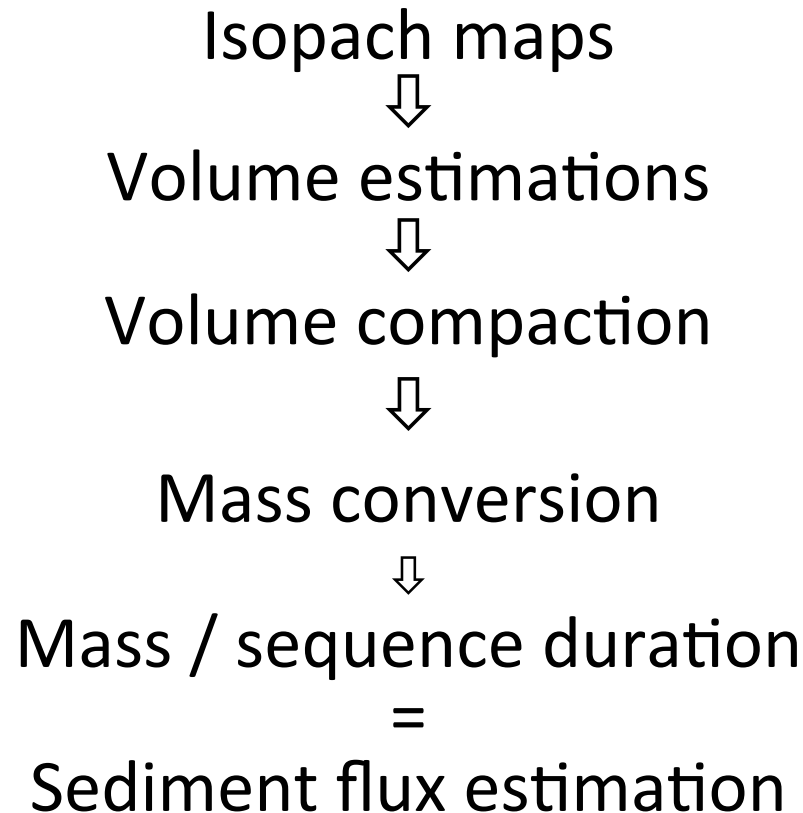 Isopach maps
Volume estimations
Volume compaction
Mass conversion
Mass / sequence duration
=
Sediment flux estimation